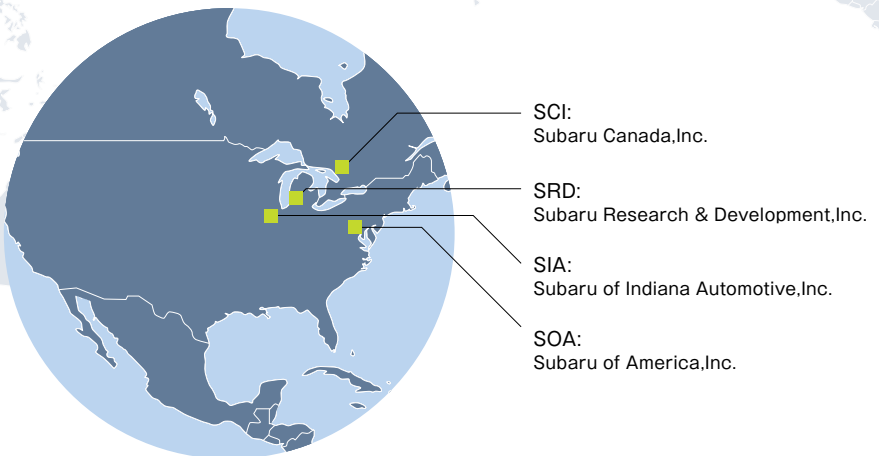 SCI:
Subaru Canada,Inc.
SRD:
Subaru Research & Development,Inc.
SIA:
Subaru of Indiana Automotive,Inc.
SOA:
Subaru of America,Inc.